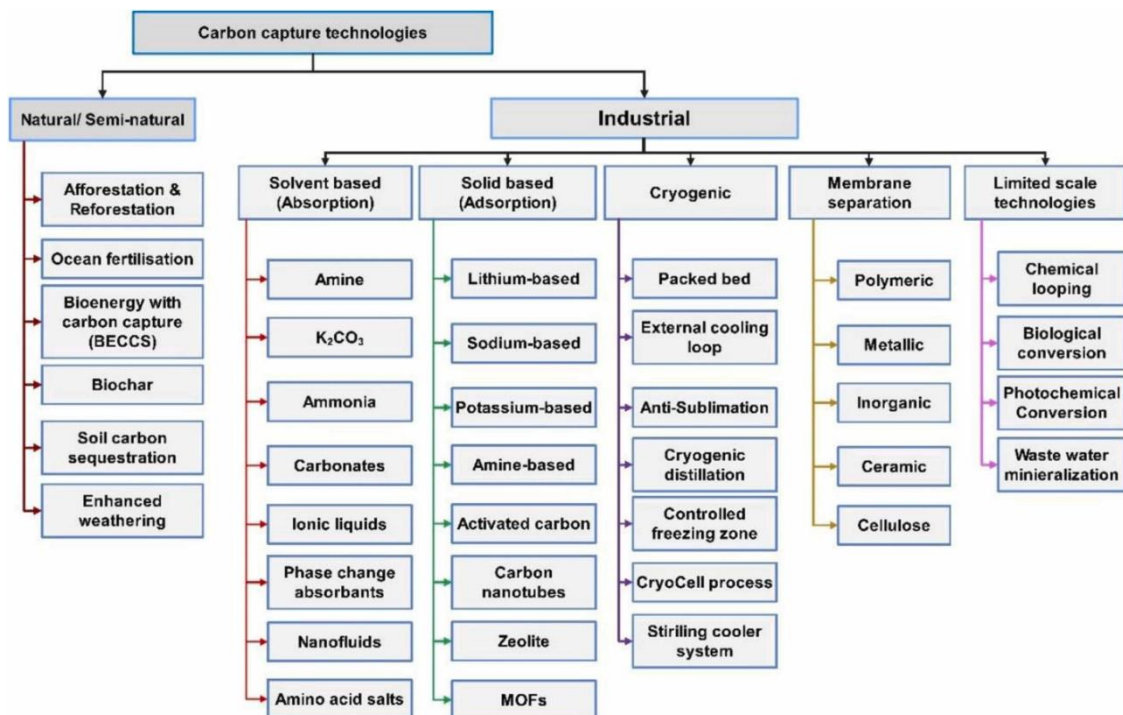 Carbon capture technologies
Natural/ Semi-natural
Industrial
Afforestation &
Reforestation
Ocean fertilisation
Bioenergy with
carbon capture
(BECCS)
Biochar
Soil carbon
sequestration
Enhanced
weathering
Solvent based
(Absorption)
Amine
K₂CO₃
Ammonia
Carbonates
Ionic liquids
Phase change
absorbants
Nanofluids
Amino acid salts
Solid based
(Adsorption)
Lithium-based
Sodium-based
Potassium-based
Amine-based
Activated carbon
Carbon
nanotubes
Zeolite
MOFs
Cryogenic
Packed bed
External cooling
loop
Anti-Sublimation
Cryogenic
distillation
Controlled
freezing zone
CryoCell process
Stiriling cooler
system
Membrane
separation
Polymeric
Metallic
Inorganic
Ceramic
Cellulose
Limited scale
technologies
Chemical
looping
Biological
conversion
Photochemical
Conversion
Waste water
minieralization